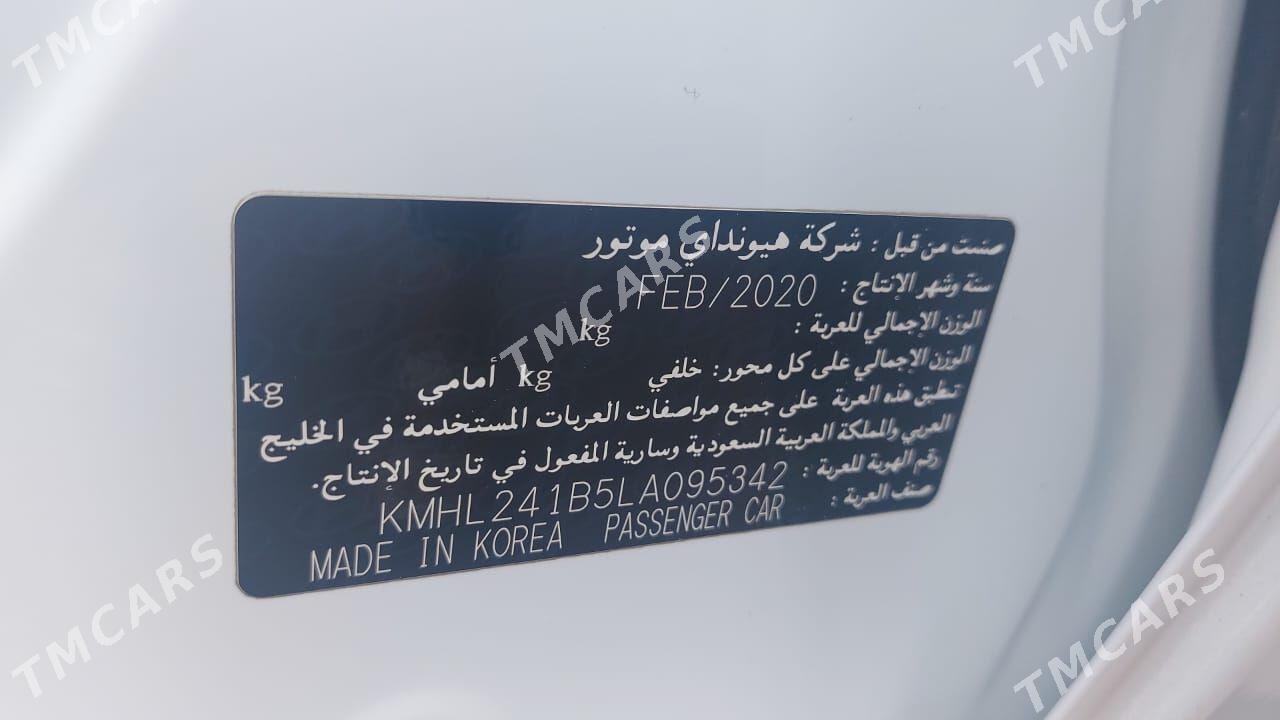 صنعت من قبل : شركة هيونداي موتور
سنة وشهر الإنتاج : FEB/2020
الوزن الإجمالي للعربة : kg
الوزن الإجمالي على كل محور: خلفي kg أمامي kg
تطبق هذه العربة على جميع مواصفات العربات المستخدمة في الخليج
العربي والمملكة العربية السعودية وسارية المفعول في تاريخ الإنتاج.
رقم الهوية للعربة : KMHL241B5LA095342
صنف العربة : PASSENGER CAR
MADE IN KOREA
TMCARS
TMCARS
TMCARS
TMCARS
TMCARS